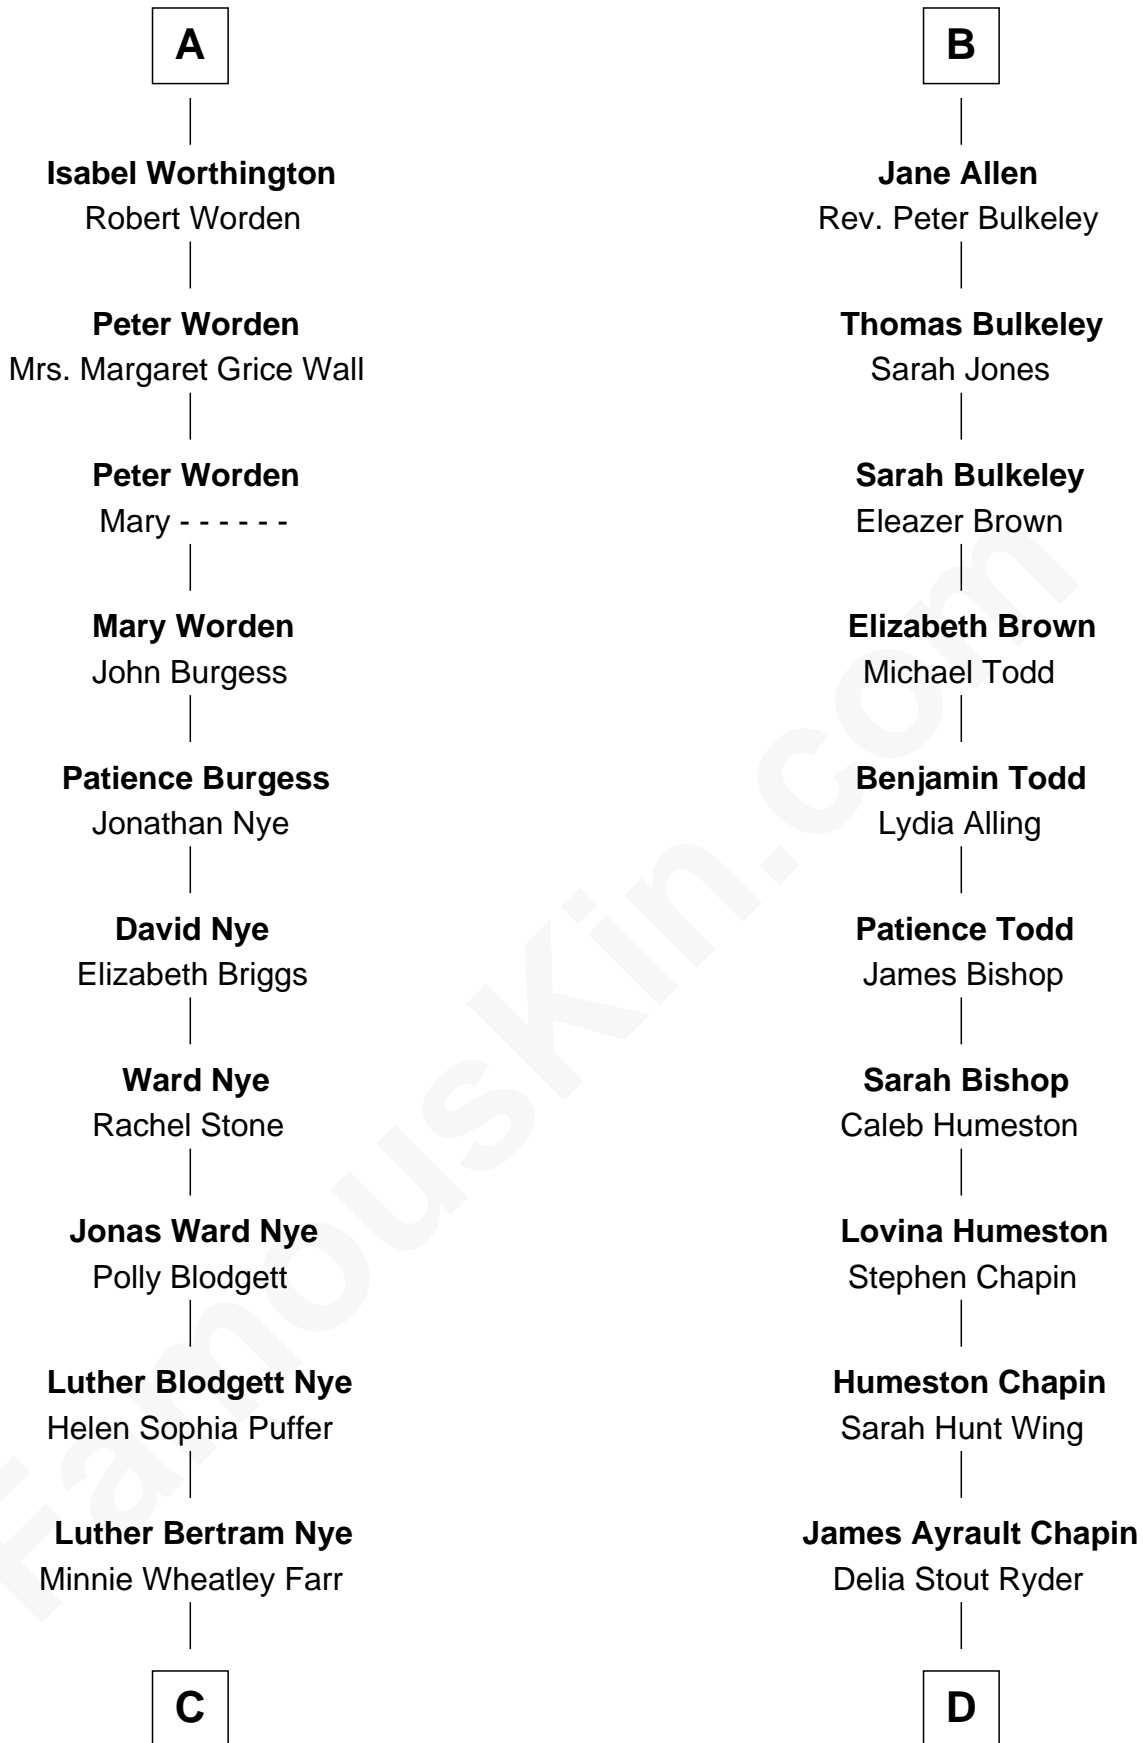 A
Isabel Worthington
Robert Worden
Peter Worden
Mrs. Margaret Grice Wall
Peter Worden
Mary - - - - - -
Mary Worden
John Burgess
Patience Burgess
Jonathan Nye
David Nye
Elizabeth Briggs
Ward Nye
Rachel Stone
Jonas Ward Nye
Polly Blodgett
Luther Blodgett Nye
Helen Sophia Puffer
Luther Bertram Nye
Minnie Wheatley Farr
C
B
Jane Allen
Rev. Peter Bulkeley
Thomas Bulkeley
Sarah Jones
Sarah Bulkeley
Eleazer Brown
Elizabeth Brown
Michael Todd
Benjamin Todd
Lydia Alling
Patience Todd
James Bishop
Sarah Bishop
Caleb Humeston
Lovina Humeston
Stephen Chapin
Humeston Chapin
Sarah Hunt Wing
James Ayrault Chapin
Delia Stout Ryder
D
FamousKin.com